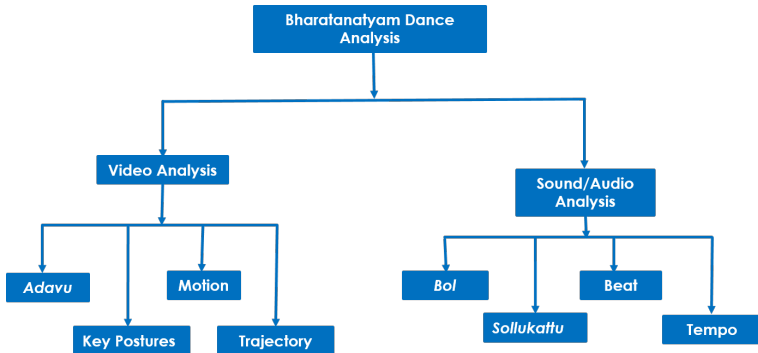 Bharatanatyam Dance
Analysis
Video Analysis
Sound/Audio
Analysis
Adavu
Key Postures
Motion
Trajectory
Bol
Sollukattu
Beat
Tempo